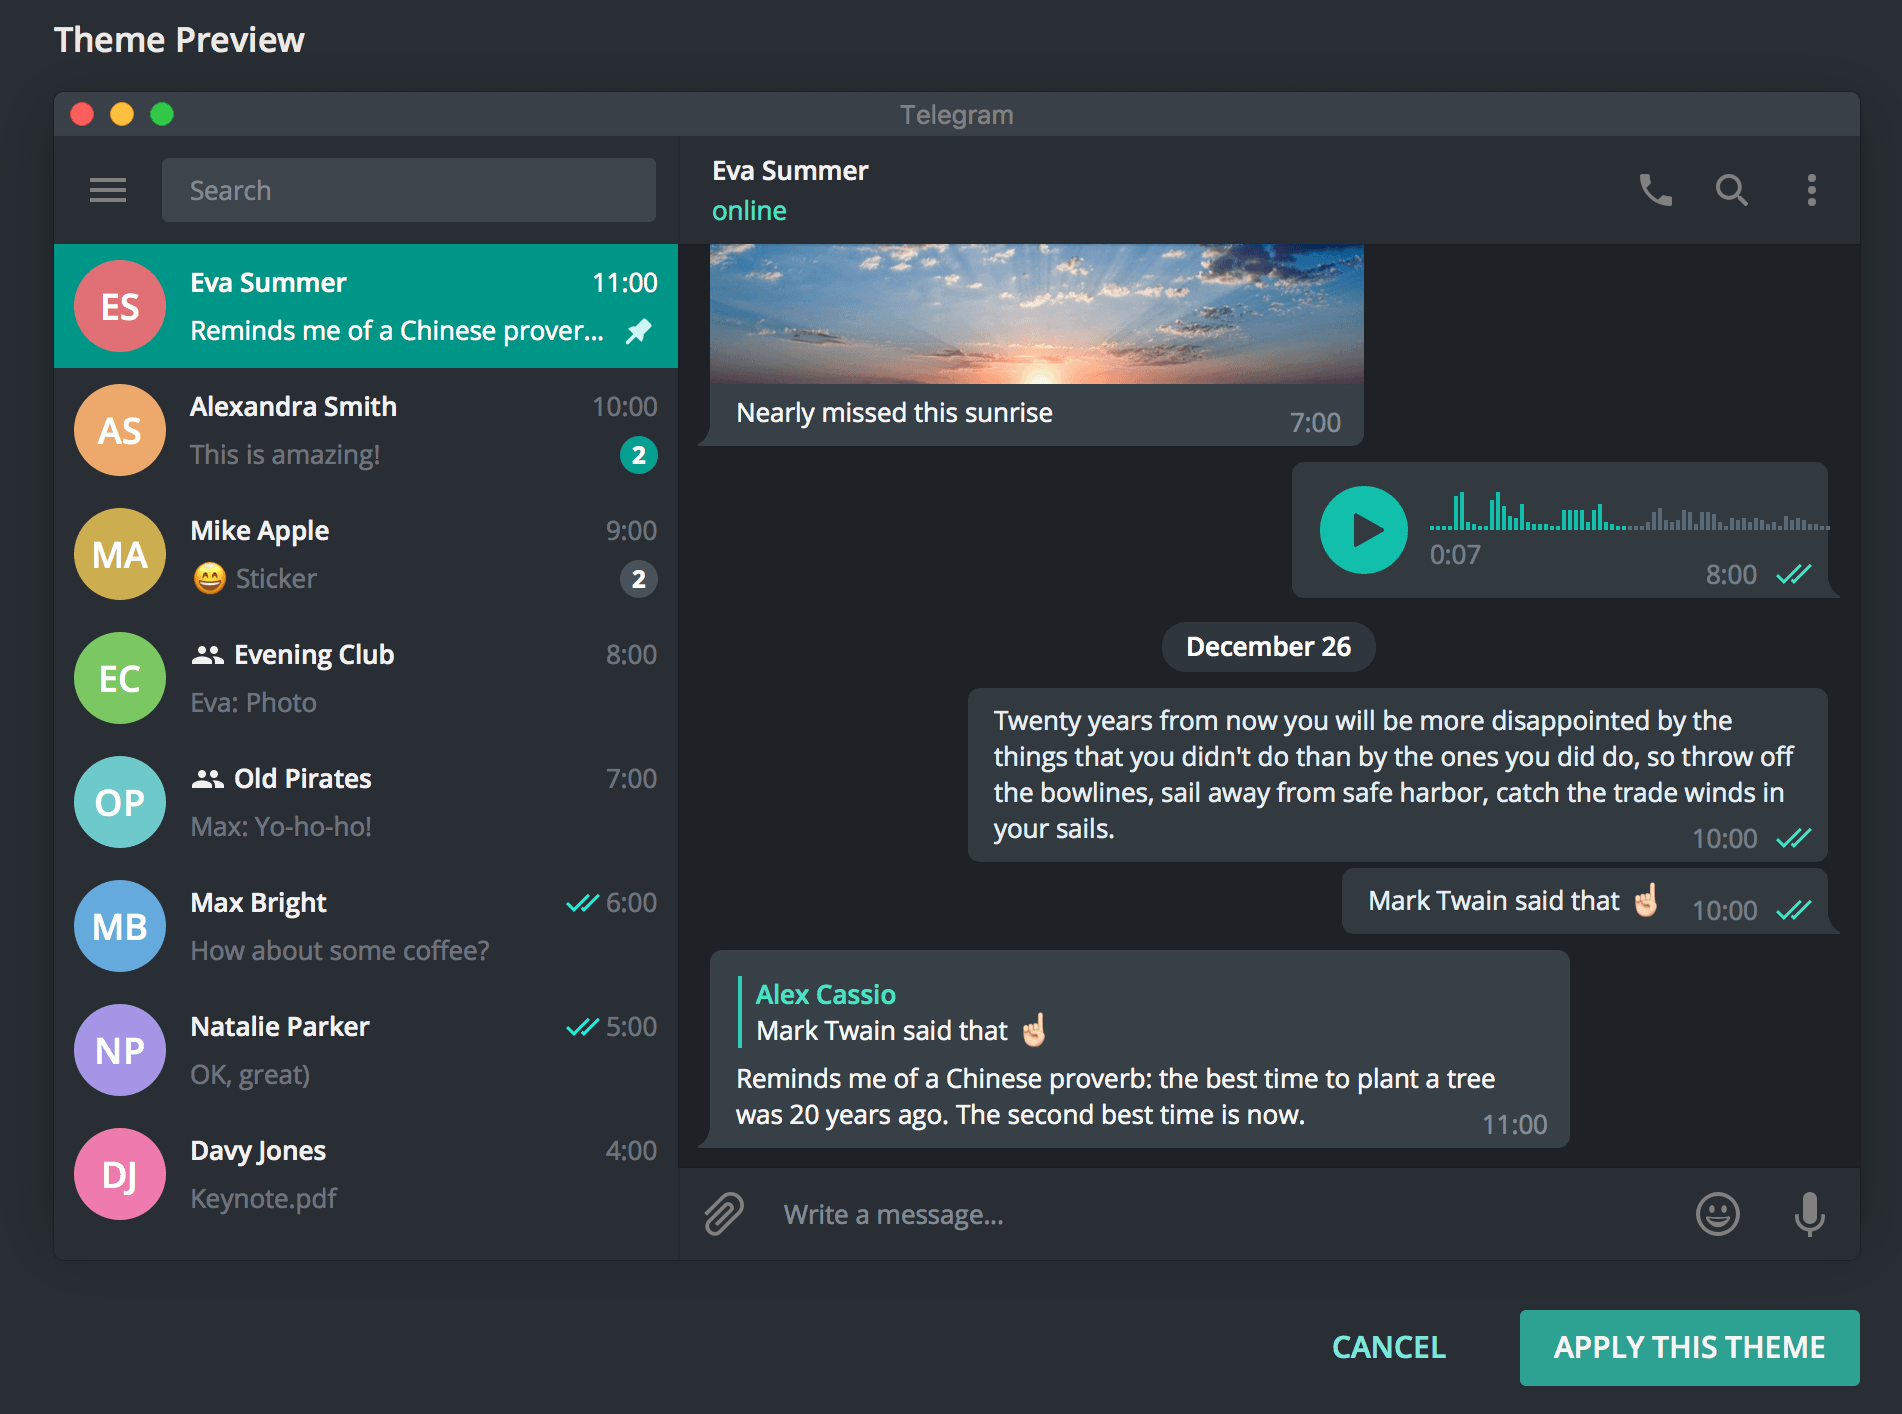 Theme Preview
Telegram
Search
ES
Eva Summer
11:00
Reminds me of a Chinese prover...
AS
Alexandra Smith
10:00
This is amazing!
2
MA
Mike Apple
9:00
😄 Sticker
2
EC
Evening Club
8:00
Eva: Photo
OP
Old Pirates
7:00
Max: Yo-ho-ho!
MB
Max Bright
6:00
How about some coffee?
NP
Natalie Parker
5:00
OK, great)
DJ
Davy Jones
4:00
Keynote.pdf
Eva Summer
online
Nearly missed this sunrise
7:00
0:07
8:00
December 26
Twenty years from now you will be more disappointed by the
things that you didn't do than by the ones you did do, so throw off
the bowlines, sail away from safe harbor, catch the trade winds in
your sails.
10:00
Mark Twain said that ☝🏻
10:00
Alex Cassio
Mark Twain said that ☝🏻
Reminds me of a Chinese proverb: the best time to plant a tree
was 20 years ago. The second best time is now.
11:00
Write a message...
CANCEL
APPLY THIS THEME